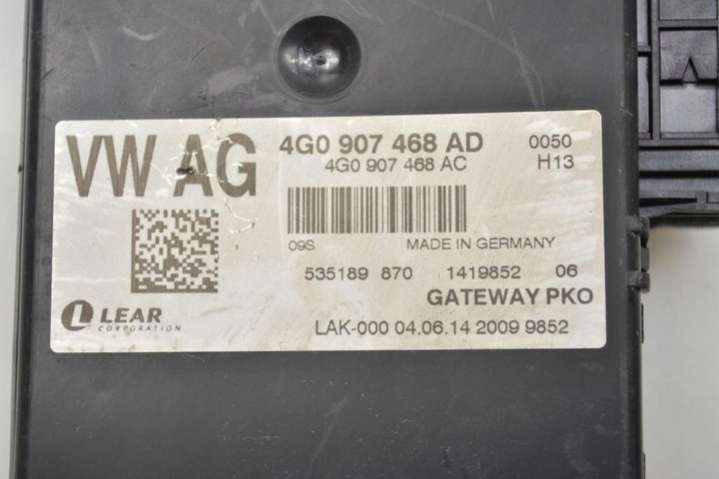 VW AG
4G0 907 468 AD
4G0 907 468 AC
0050
H13
09S
MADE IN GERMANY
535189 870 1419852 06
GATEWAY PKO
LEAR
CORPORATION
LAK-000 04.06.14 2009 9852